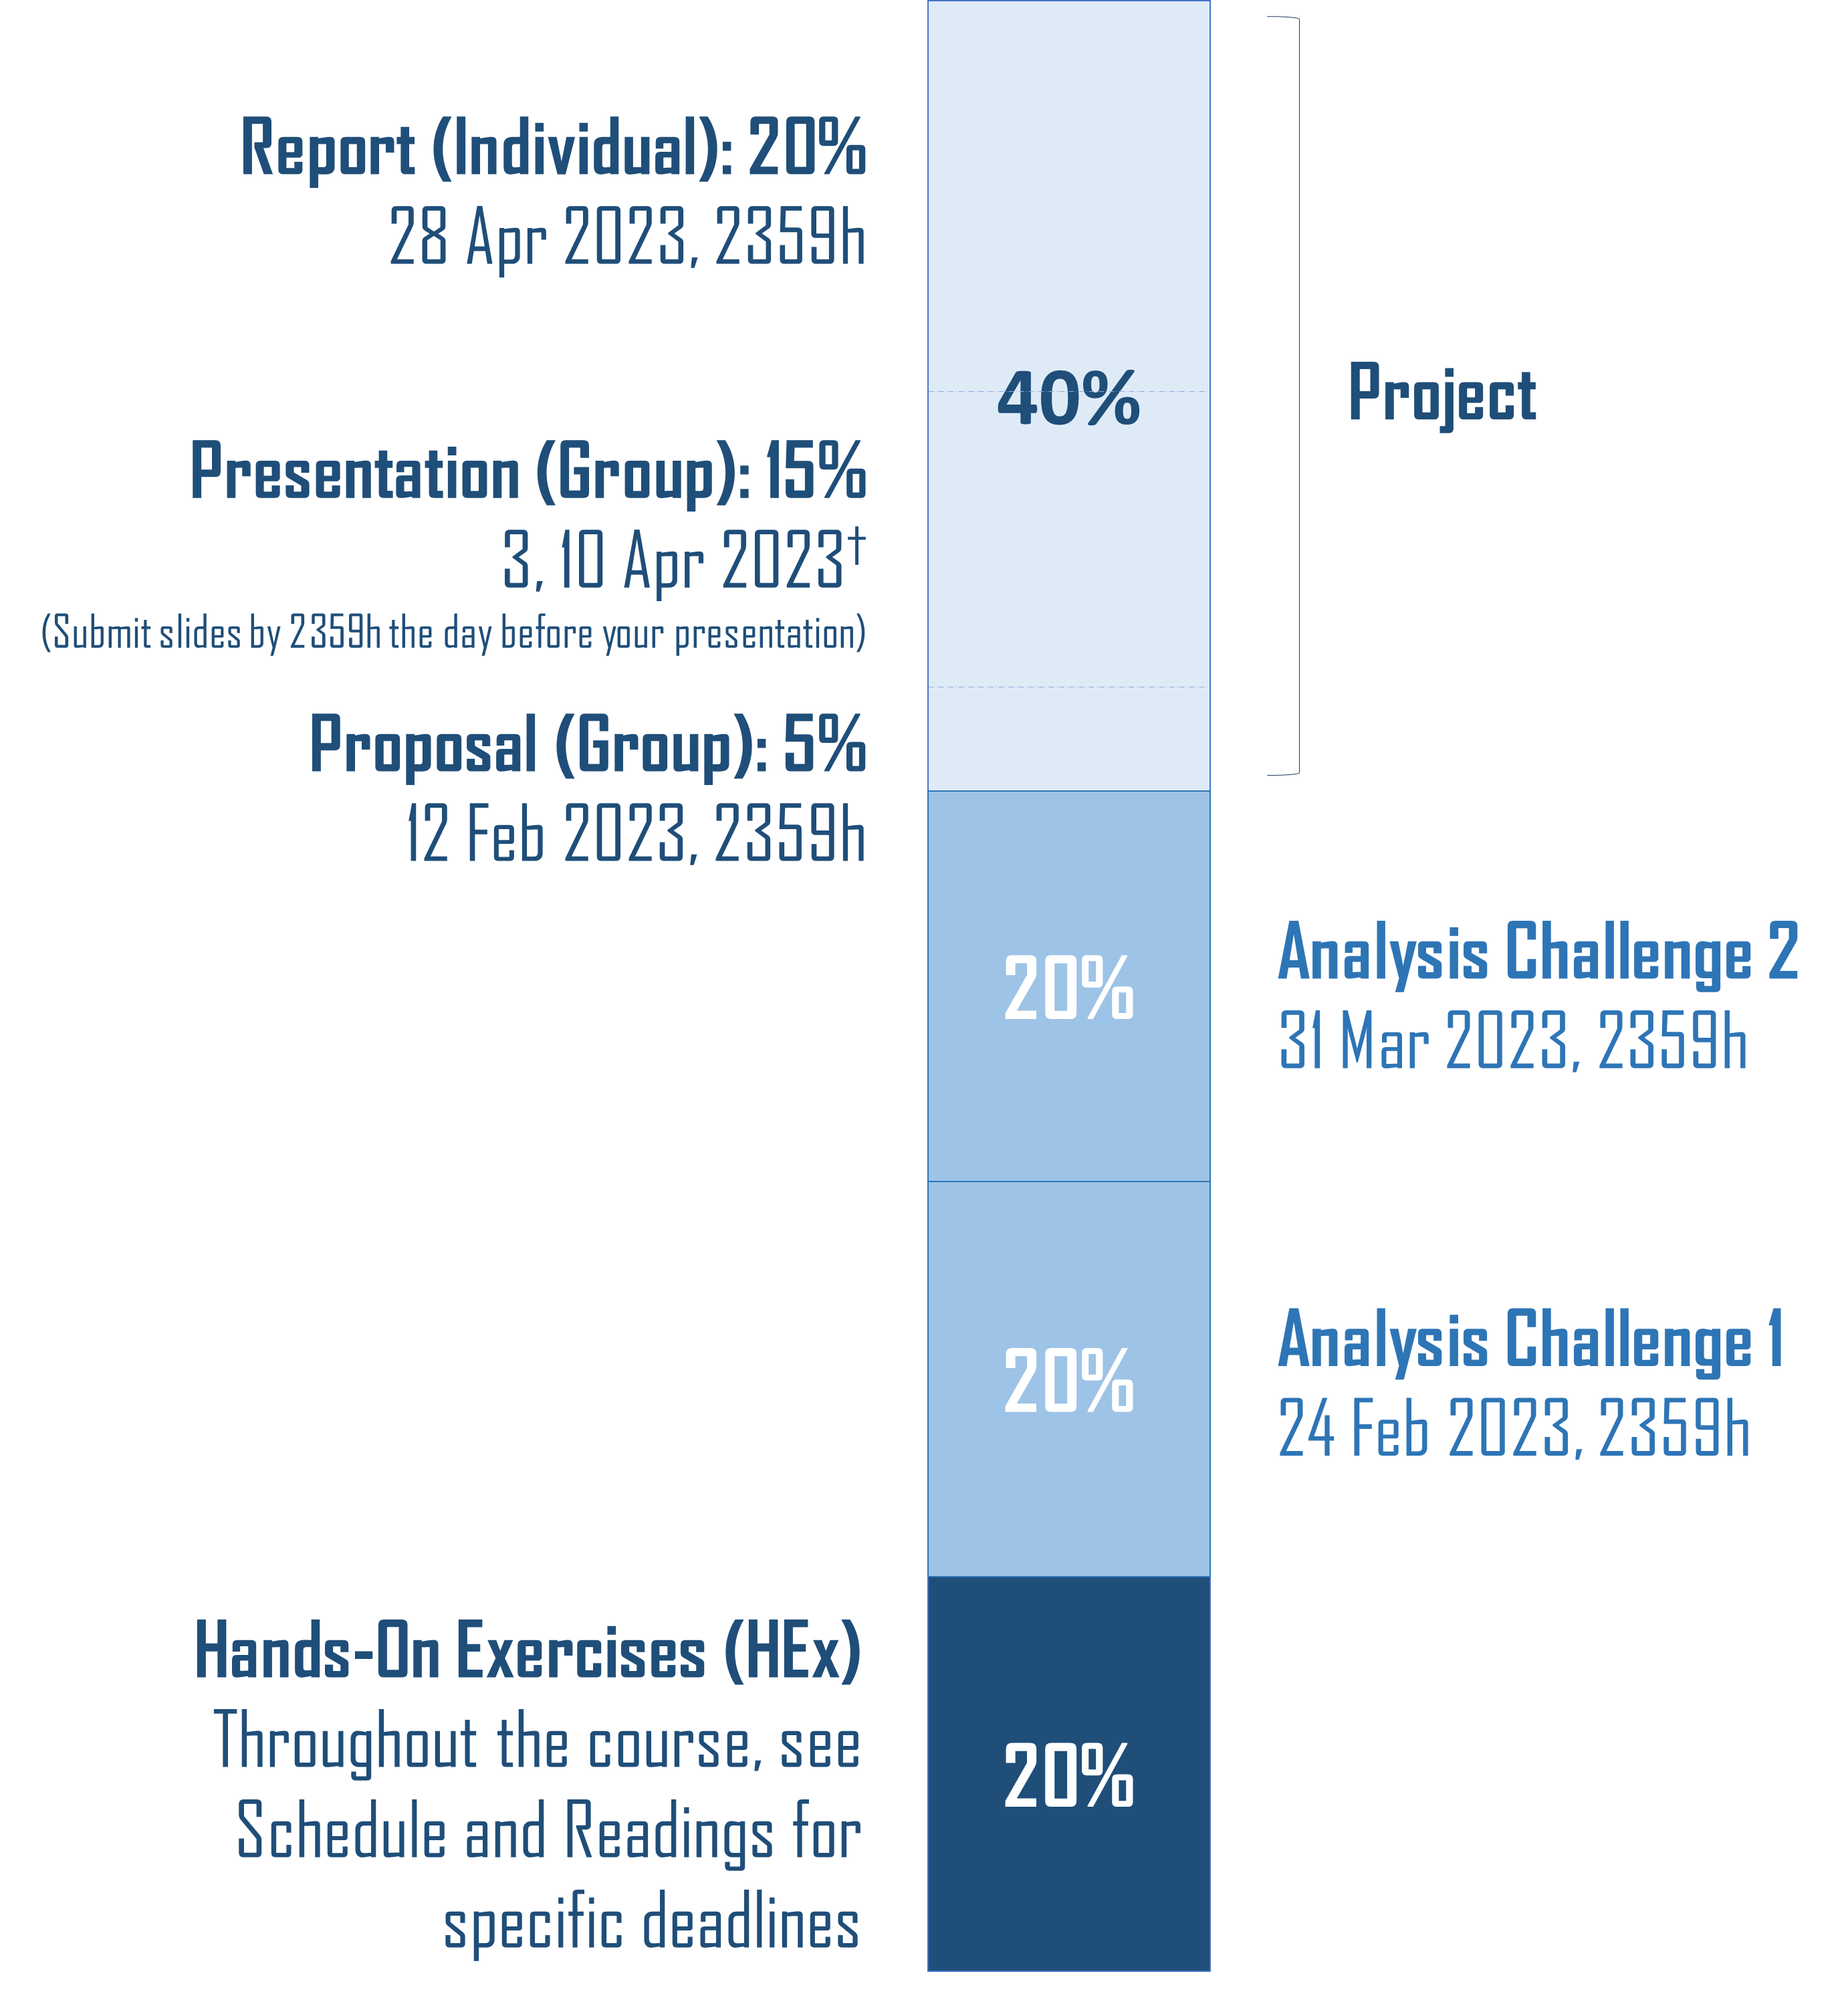 Report (Individual): 20%
28 Apr 2023, 2359h
40%
Project
Presentation (Group): 15%
3, 10 Apr 2023†
(Submit slides by 2359h the day before your presentation)
Proposal (Group): 5%
12 Feb 2023, 2359h
20%
Analysis Challenge 2
31 Mar 2023, 2359h
20%
Analysis Challenge 1
24 Feb 2023, 2359h
Hands-On Exercises (HEx)
Throughout the course, see
Schedule and Readings for
specific deadlines
20%